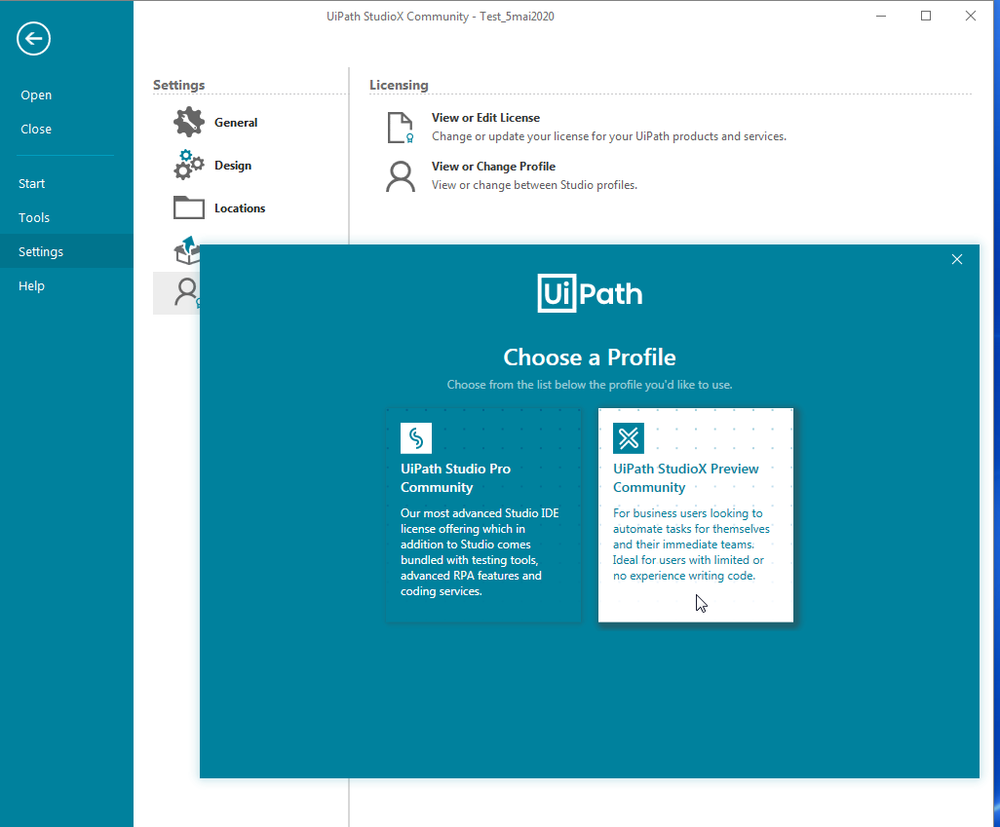 UiPath StudioX Community - Test_5mai2020
Open
Close
Start
Tools
Settings
Help
Settings
General
Design
Locations
Licensing
View or Edit License
Change or update your license for your UiPath products and services.
View or Change Profile
View or change between Studio profiles.
UiPath
Choose a Profile
Choose from the list below the profile you'd like to use.
UiPath Studio Pro
Community
Our most advanced Studio IDE
license offering which in
addition to Studio comes
bundled with testing tools,
advanced RPA features and
coding services.
UiPath StudioX Preview
Community
For business users looking to
automate tasks for themselves
and their immediate teams.
Ideal for users with limited or
no experience writing code.